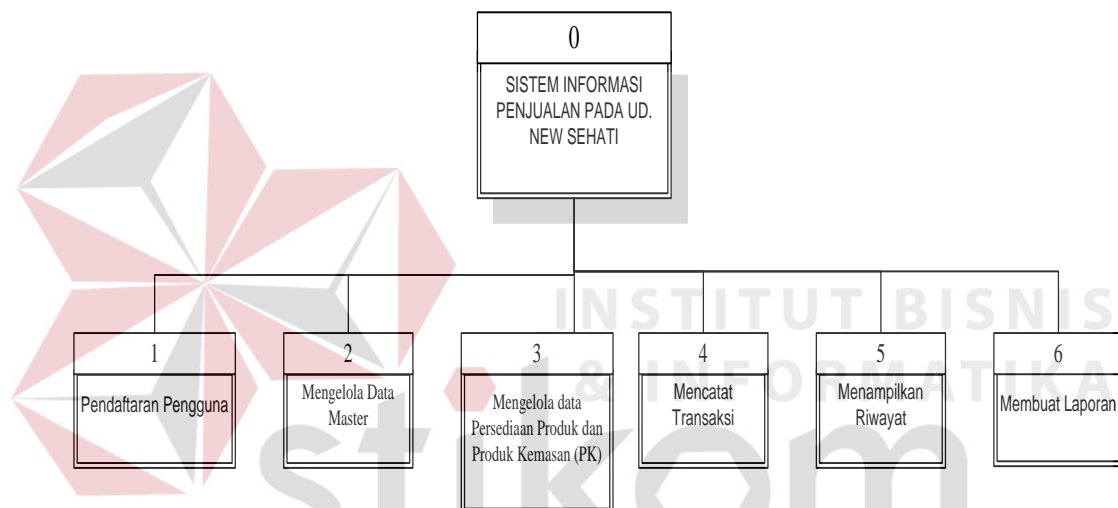 0
SISTEM INFORMASI
PENJUALAN PADA UD.
NEW SEHATI
INSTITUT BISNIS
& INFORMATIKA
stikom
1
Pendaftaran Pengguna
2
Mengelola Data
Master
3
Mengelola data
Persediaan Produk dan
Produk Kemasan (PK)
4
Mencatat
Transaksi
5
Menampilkan
Riwayat
6
Membuat Laporan